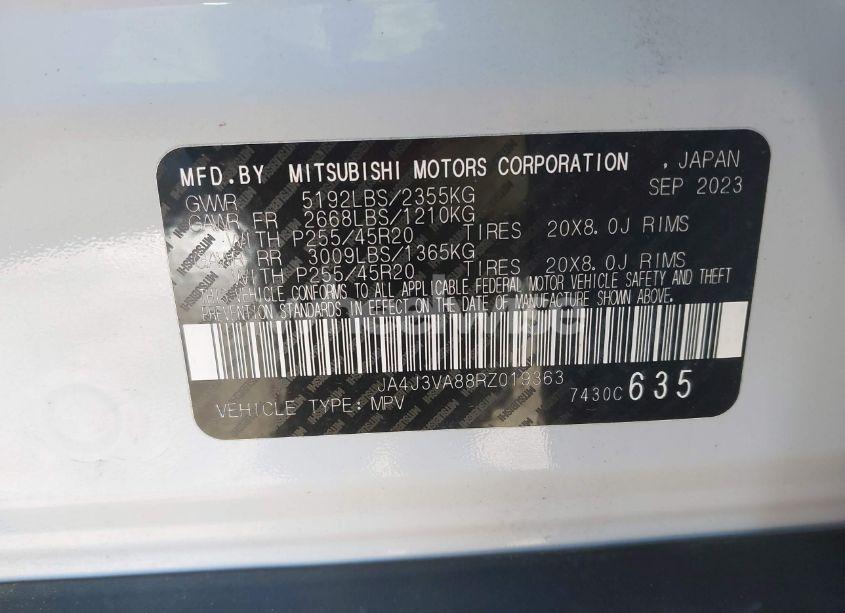 MFD.BY MITSUBISHI MOTORS CORPORATION , JAPAN
SEP 2023
GVWR 5192LBS/2355KG
GAWR FR 2668LBS/1210KG
WITH P255/45R20 TIRES 20X8.0J RIMS
GAWR RR 3009LBS/1365KG
WITH P255/45R20 TIRES 20X8.0J RIMS
THIS VEHICLE CONFORMS TO ALL APPLICABLE FEDERAL MOTOR VEHICLE SAFETY AND THEFT
PREVENTION STANDARDS IN EFFECT ON THE DATE OF MANUFACTURE SHOWN ABOVE.
JA4J3VA88RZ019363
VEHICLE TYPE: MPV 7430C 635